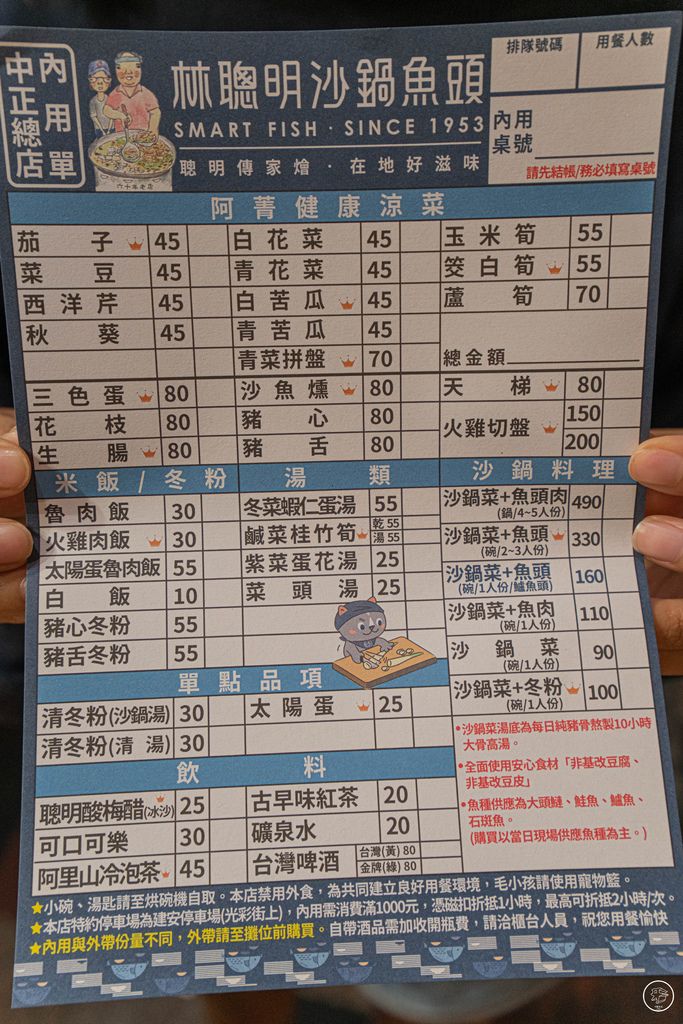 內用單
中正總店
林聰明沙鍋魚頭
SMART FISH · SINCE 1953
聰明傳家燴 · 在地好滋味
六十年老店
排隊號碼
用餐人數
內用桌號
請先結帳/務必填寫桌號
阿菁健康涼菜
茄子 45 白花菜 45 玉米筍 55
菜豆 45 青花菜 45 筊白筍 55
西洋芹 45 白苦瓜 45 蘆筍 70
秋葵 45 青苦瓜 45
青菜拼盤 70 總金額
三色蛋 80 沙魚燻 80 天梯 80
花枝 80 豬心 80 火雞切盤 150
生腸 80 豬舌 80 200
米飯/冬粉 湯類 沙鍋料理
魯肉飯 30
火雞肉飯 30
太陽蛋魯肉飯 55
白飯 10
豬心冬粉 55
豬舌冬粉 55
冬菜蝦仁蛋湯 55
鹹菜桂竹筍 乾 55
湯 55
紫菜蛋花湯 25
菜頭湯 25
沙鍋菜+魚頭肉 490
(鍋/4~5人份)
沙鍋菜+魚頭 330
(碗/2~3人份)
沙鍋菜+魚頭 160
(碗/1人份/鱸魚頭)
沙鍋菜+魚肉 110
(碗/1人份)
沙鍋菜 90
(碗/1人份)
沙鍋菜+冬粉 100
(碗/1人份)
單點品項
清冬粉(沙鍋湯) 30 太陽蛋 25
清冬粉(清湯) 30
飲料
聰明酸梅醋(冰沙) 25 古早味紅茶 20
可口可樂 30 礦泉水 20
阿里山冷泡茶 45 台灣啤酒 台灣(黃) 80
金牌(綠) 80
•沙鍋菜湯底為每日純豬骨熬製10小時
大骨高湯。
•全面使用安心食材「非基改豆腐、
非基改豆皮」
•魚種供應為大頭鰱、鮭魚、鱸魚、
石斑魚。
(購買以當日現場供應魚種為主。)
★小碗、湯匙請至烘碗機自取。本店禁用外食，為共同建立良好用餐環境，毛小孩請使用寵物籃。
★本店特約停車場為建安停車場(光彩街上)，內用需消費滿1000元，憑磁扣折抵1小時，最高可折抵2小時/次。
★內用與外帶份量不同，外帶請至攤位前購買。自帶酒品需加收開瓶費，請洽櫃台人員，祝您用餐愉快